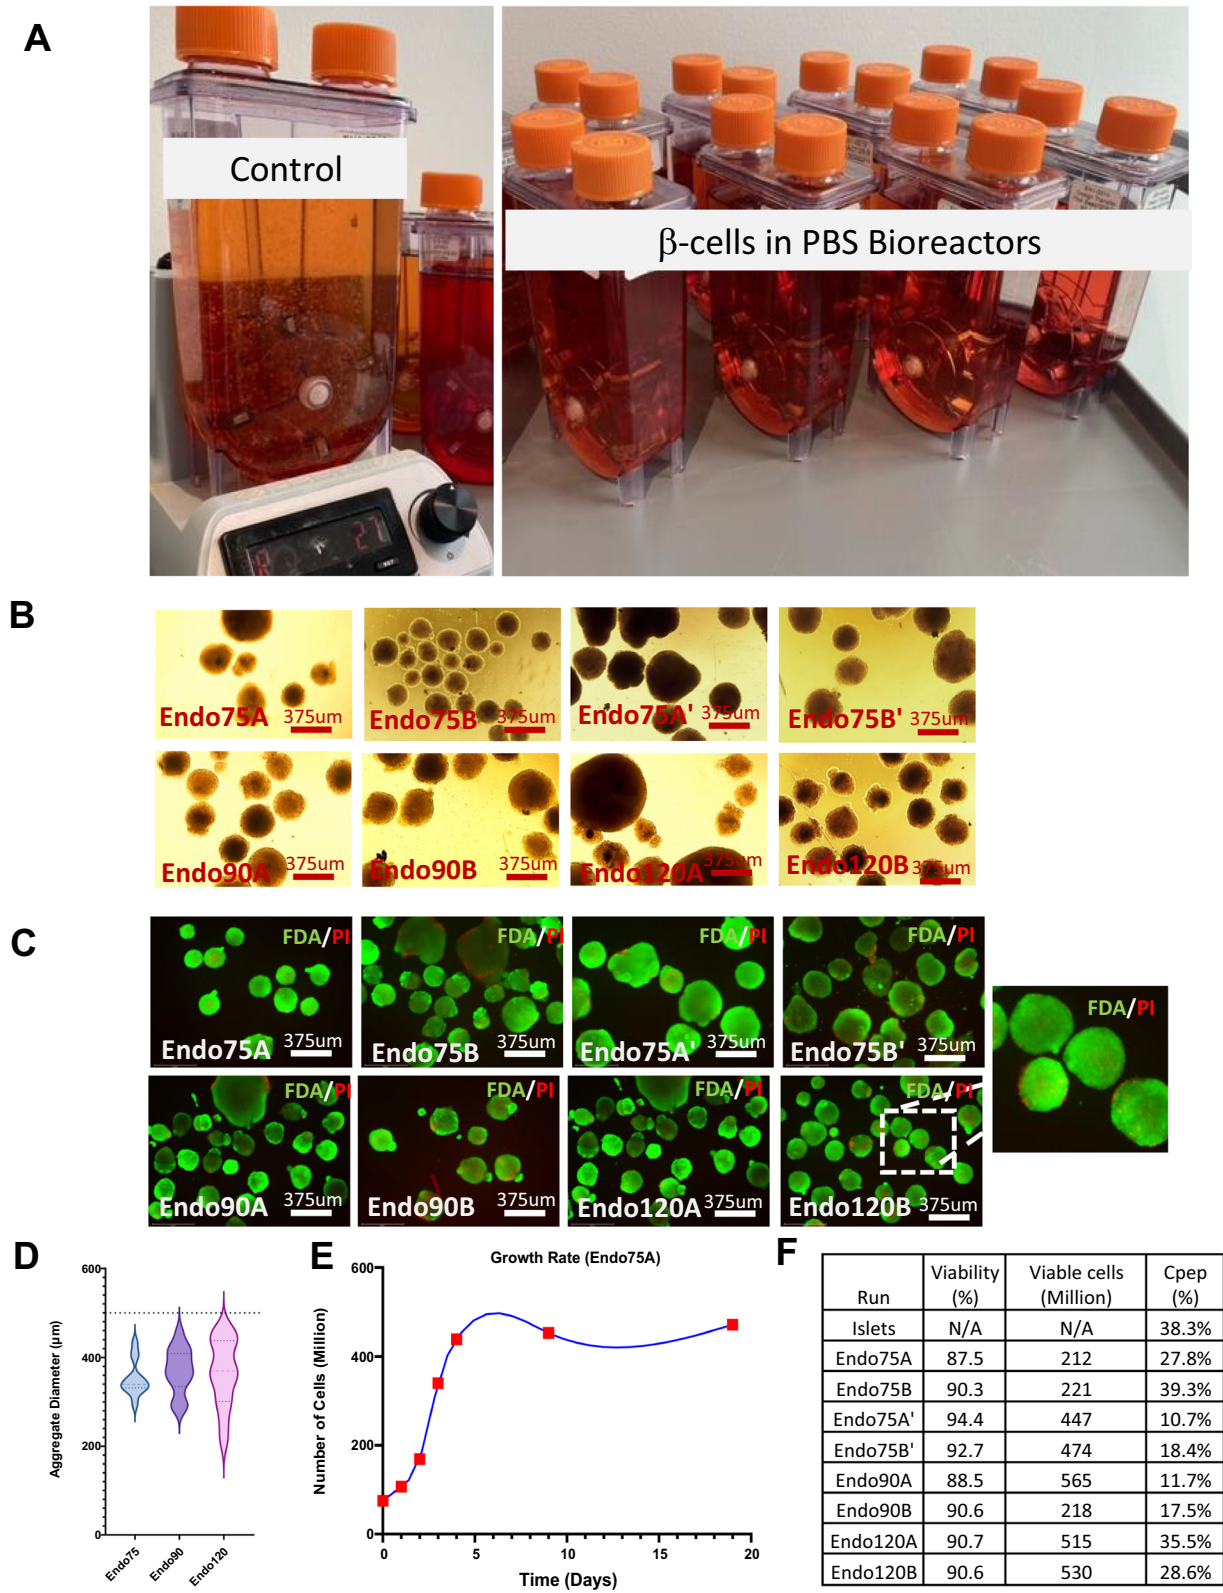 A
Control
β-cells in PBS Bioreactors
27
B
Endo75A 375um
Endo75B 375um
Endo75A' 375um
Endo75B' 375um
Endo90A 375um
Endo90B 375um
Endo120A 375um
Endo120B 375um
C
FDA/PI
Endo75A 375um
FDA/PI
Endo75B 375um
FDA/PI
Endo75A' 375um
FDA/PI
Endo75B' 375um
FDA/PI
FDA/PI
Endo90A 375um
FDA/PI
Endo90B 375um
FDA/PI
Endo120A 375um
FDA/PI
Endo120B 375um
D
Aggregate Diameter (µm)
600
400
200
0
Endo75
Endo90
Endo120
E
Growth Rate (Endo75A)
Number of Cells (Million)
600
400
200
0
0 5 10 15 20
Time (Days)
F
Run Viability (%) Viable cells (Million) Cpep (%)
Islets N/A N/A 38.3%
Endo75A 87.5 212 27.8%
Endo75B 90.3 221 39.3%
Endo75A' 94.4 447 10.7%
Endo75B' 92.7 474 18.4%
Endo90A 88.5 565 11.7%
Endo90B 90.6 218 17.5%
Endo120A 90.7 515 35.5%
Endo120B 90.6 530 28.6%